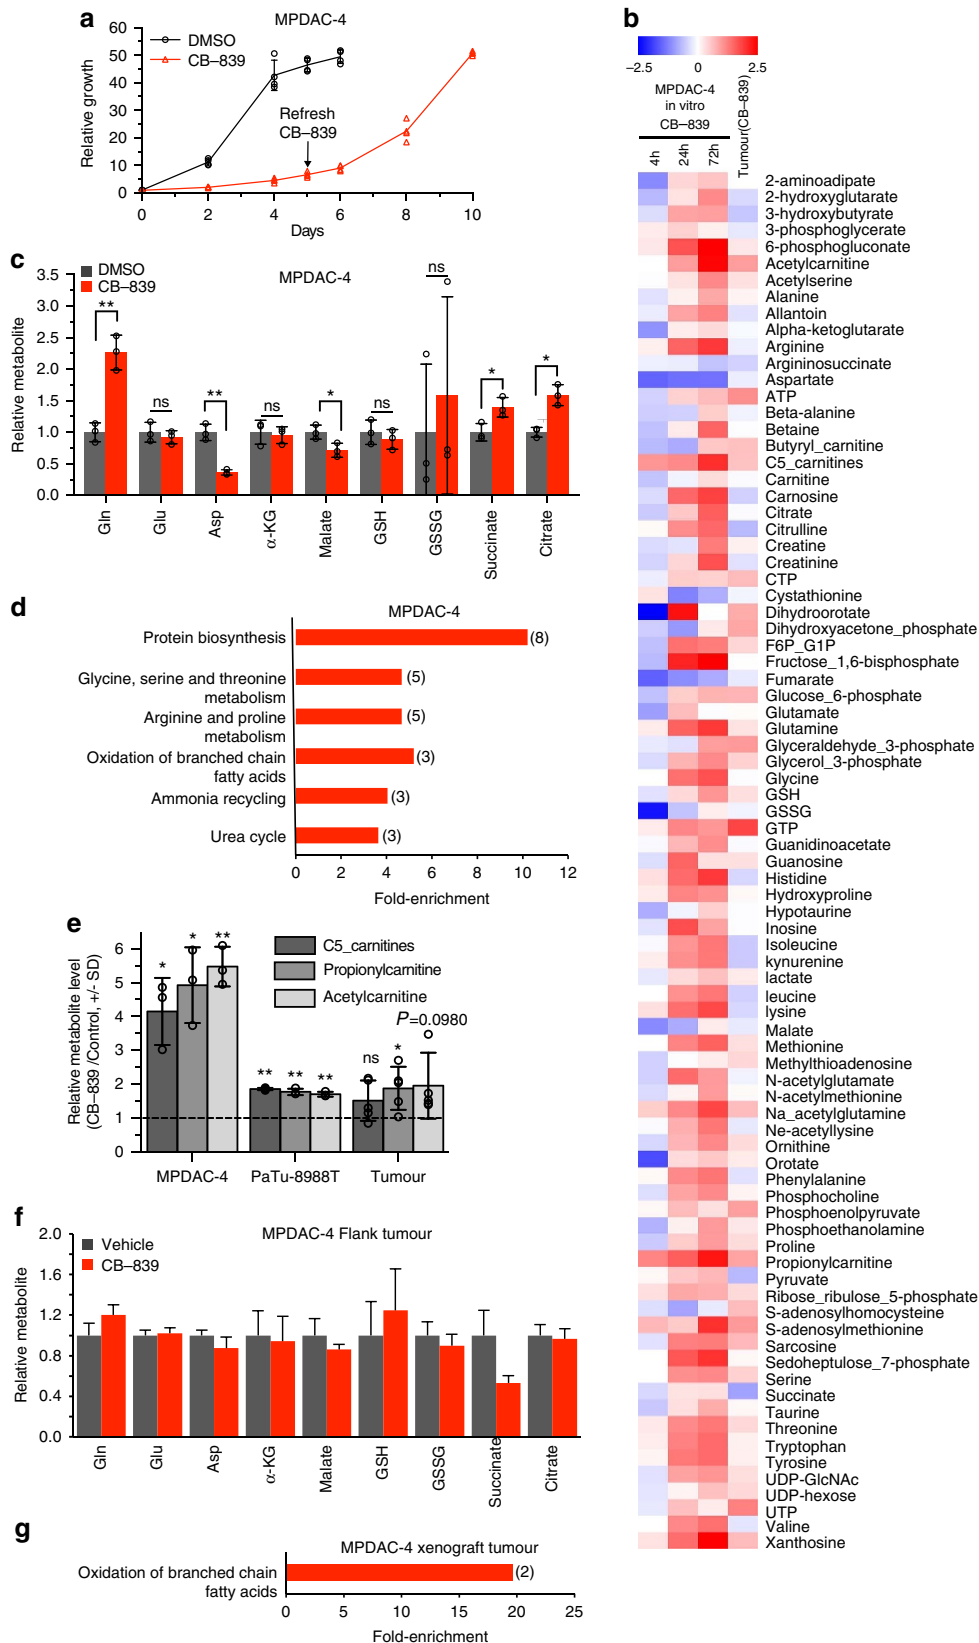 a
MPDAC-4
DMSO
CB–839
Refresh
CB–839
Relative growth
60
50
40
30
20
10
0
0
2
4
6
8
10
Days
b
−2.5
0
2.5
MPDAC-4
in vitro
CB–839
4h
24h
72h
Tumour(CB–839)
2-aminoadipate
2-hydroxyglutarate
3-hydroxybutyrate
3-phosphoglycerate
6-phosphogluconate
Acetylcarnitine
Acetylserine
Alanine
Allantoin
Alpha-ketoglutarate
Arginine
Argininosuccinate
Aspartate
ATP
Beta-alanine
Betaine
Butyryl_carnitine
C5_carnitines
Carnitine
Carnosine
Citrate
Citrulline
Creatine
Creatinine
CTP
Cystathionine
Dihydroorotate
Dihydroxyacetone_phosphate
F6P_G1P
Fructose_1,6-bisphosphate
Fumarate
Glucose_6-phosphate
Glutamate
Glutamine
Glyceraldehyde_3-phosphate
Glycerol_3-phosphate
Glycine
GSH
GSSG
GTP
Guanidinoacetate
Guanosine
Histidine
Hydroxyproline
Hypotaurine
Inosine
Isoleucine
kynurenine
lactate
leucine
lysine
Malate
Methionine
Methylthioadenosine
N-acetylglutamate
N-acetylmethionine
Na_acetylglutamine
Ne-acetyllysine
Ornithine
Orotate
Phenylalanine
Phosphocholine
Phosphoenolpyruvate
Phosphoethanolamine
Proline
Propionylcarnitine
Pyruvate
Ribose_ribulose_5-phosphate
S-adenosylhomocysteine
S-adenosylmethionine
Sarcosine
Sedoheptulose_7-phosphate
Serine
Succinate
Taurine
Threonine
Tryptophan
Tyrosine
UDP-GlcNAc
UDP-hexose
UTP
Valine
Xanthosine
c
DMSO
CB–839
MPDAC-4
Relative metabolite
3.5
3.0
2.5
2.0
1.5
1.0
0.5
0.0
**
ns
**
ns
*
ns
ns
*
*
Gln
Glu
Asp
α-KG
Malate
GSH
GSSG
Succinate
Citrate
d
MPDAC-4
Protein biosynthesis
(8)
Glycine, serine and threonine
metabolism
(5)
Arginine and proline
metabolism
(5)
Oxidation of branched chain
fatty acids
(3)
Ammonia recycling
(3)
Urea cycle
(3)
0
2
4
6
8
10
12
Fold-enrichment
e
Relative metabolite level
(CB–839 /Control, +/− SD)
6
5
4
3
2
1
0
C5_carnitines
Propionylcarnitine
Acetylcarnitine
*
*
**
**
**
**
ns
*
P=0.0980
MPDAC-4
PaTu-8988T
Tumour
f
MPDAC-4 Flank tumour
Vehicle
CB–839
Relative metabolite
2.0
1.6
1.2
0.8
0.4
0.0
Gln
Glu
Asp
α-KG
Malate
GSH
GSSG
Succinate
Citrate
g
MPDAC-4 xenograft tumour
Oxidation of branched chain
fatty acids
(2)
0
5
10
15
20
25
Fold-enrichment